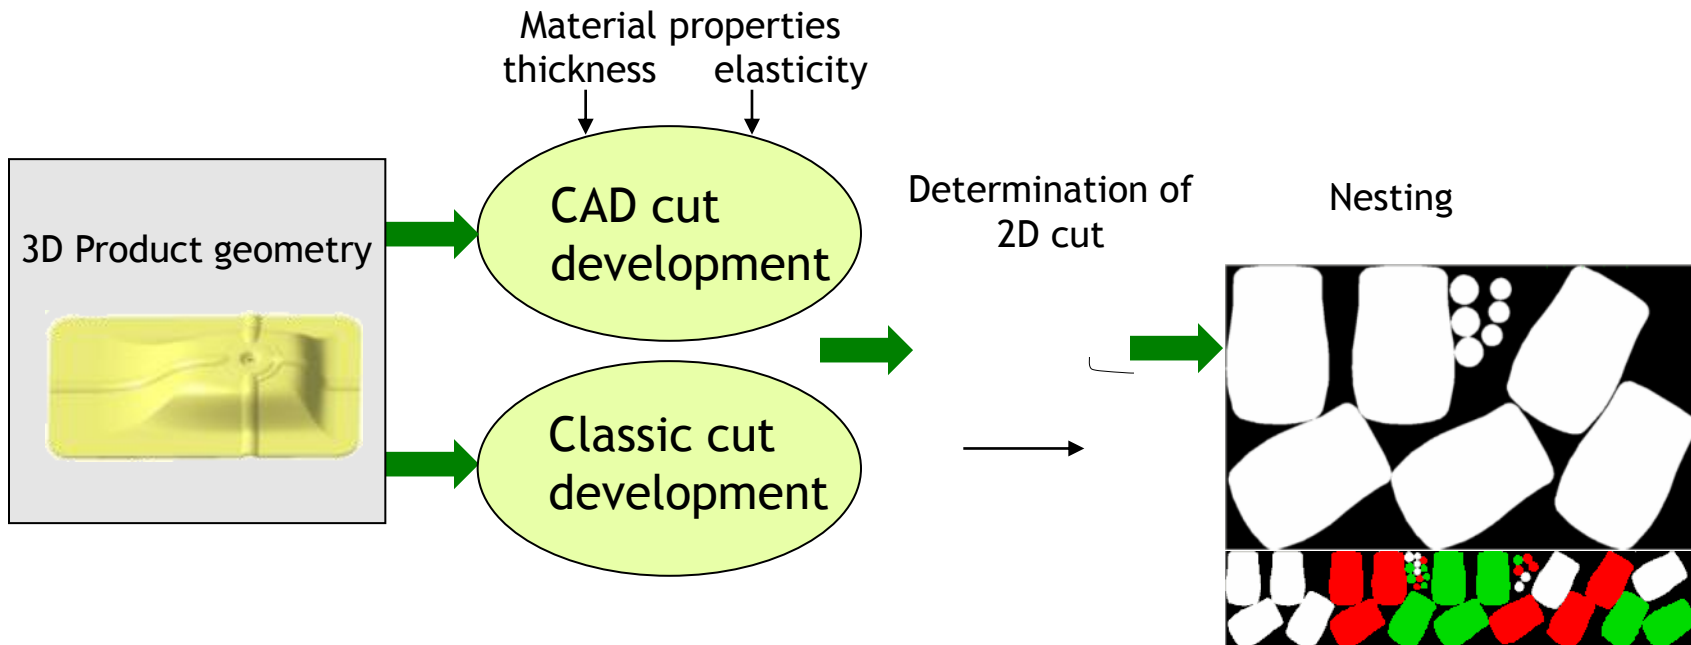 Material properties
thickness elasticity
3D Product geometry
CAD cut
development
Classic cut
development
Determination of
2D cut
Nesting